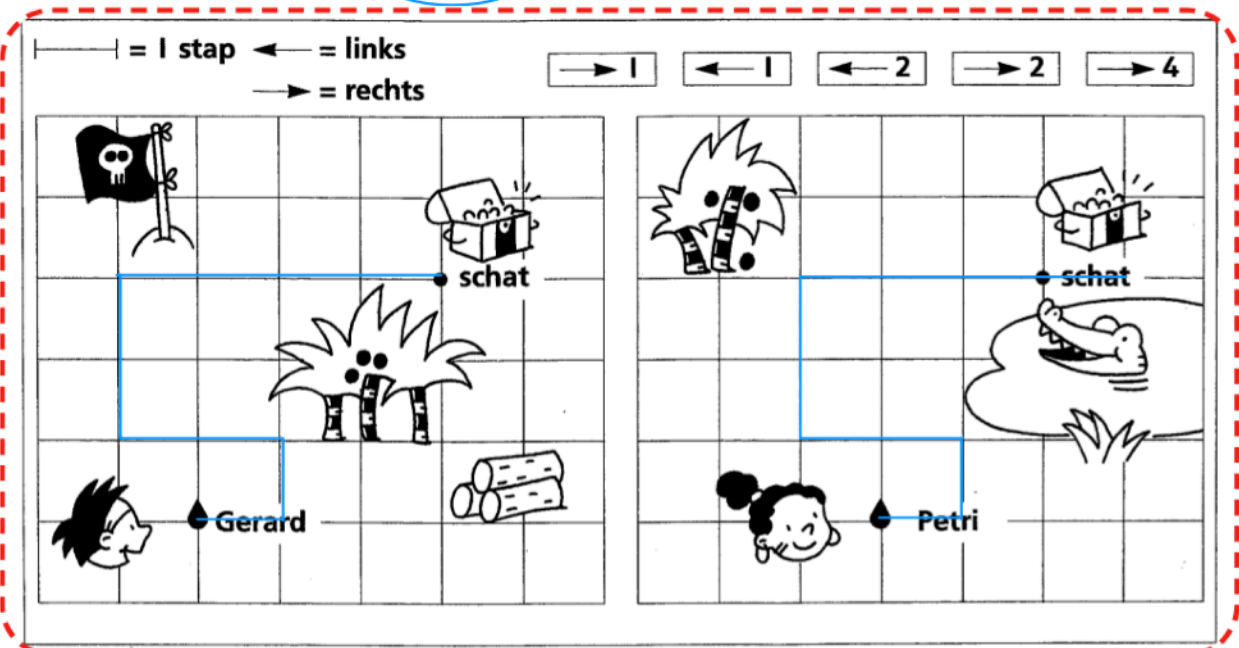 = 1 stap ← = links
→ = rechts
→ 1 ← 1 ← 2 → 2 → 4
schat
Gerard
schat
Petri